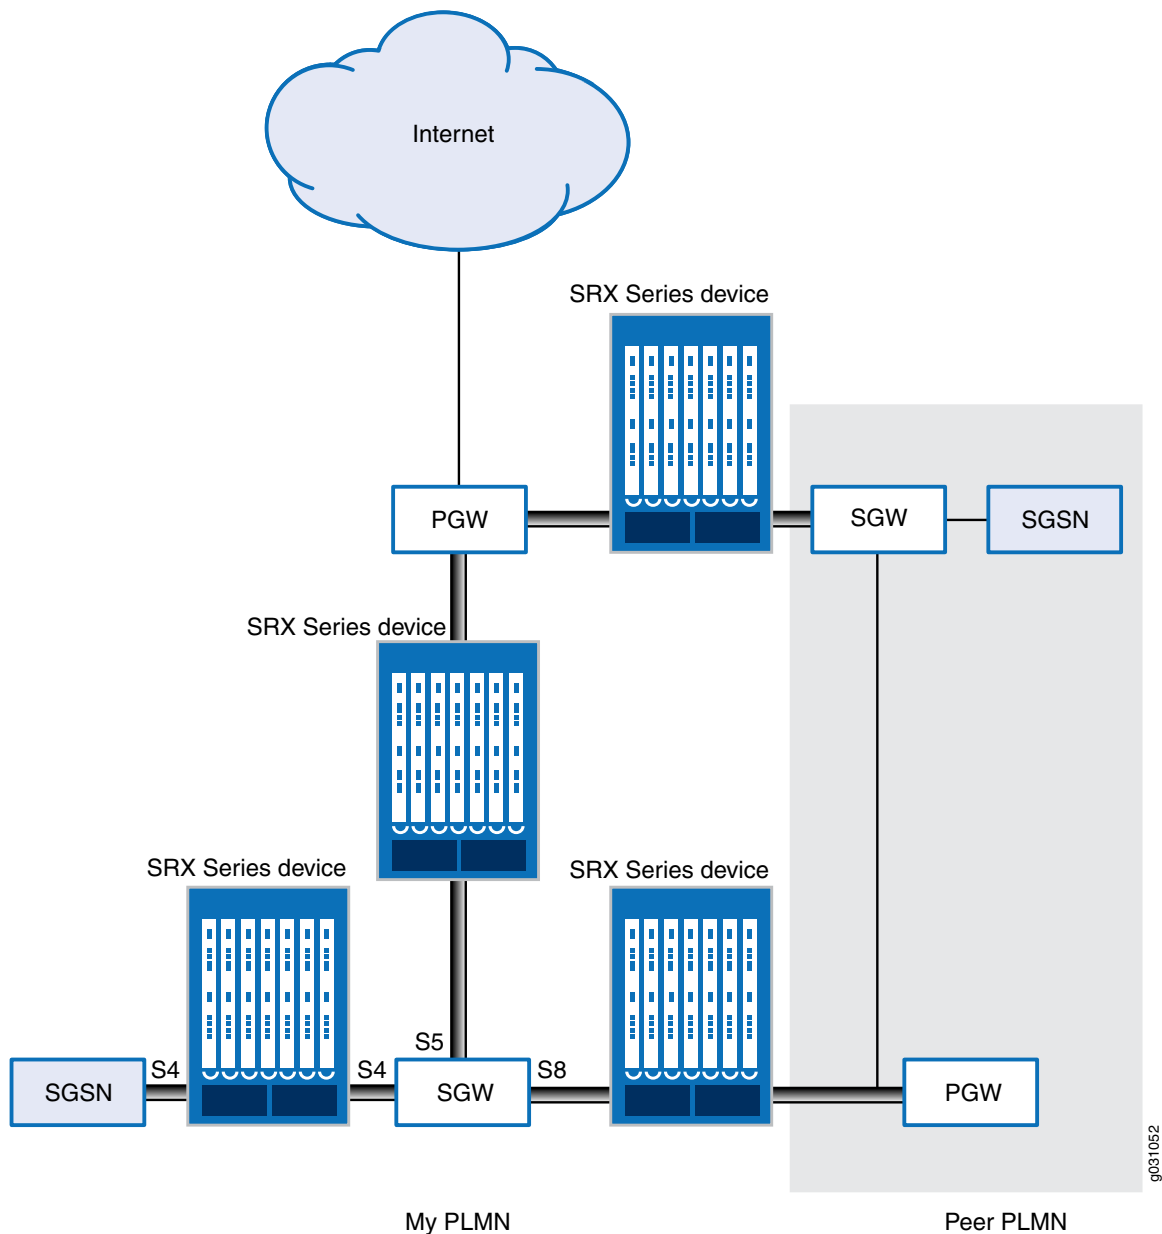 Internet
SRX Series device
PGW
SGW
SGSN
SRX Series device
SRX Series device
SRX Series device
S5
S4
S4
S8
SGSN
SGW
PGW
g031052
My PLMN
Peer PLMN